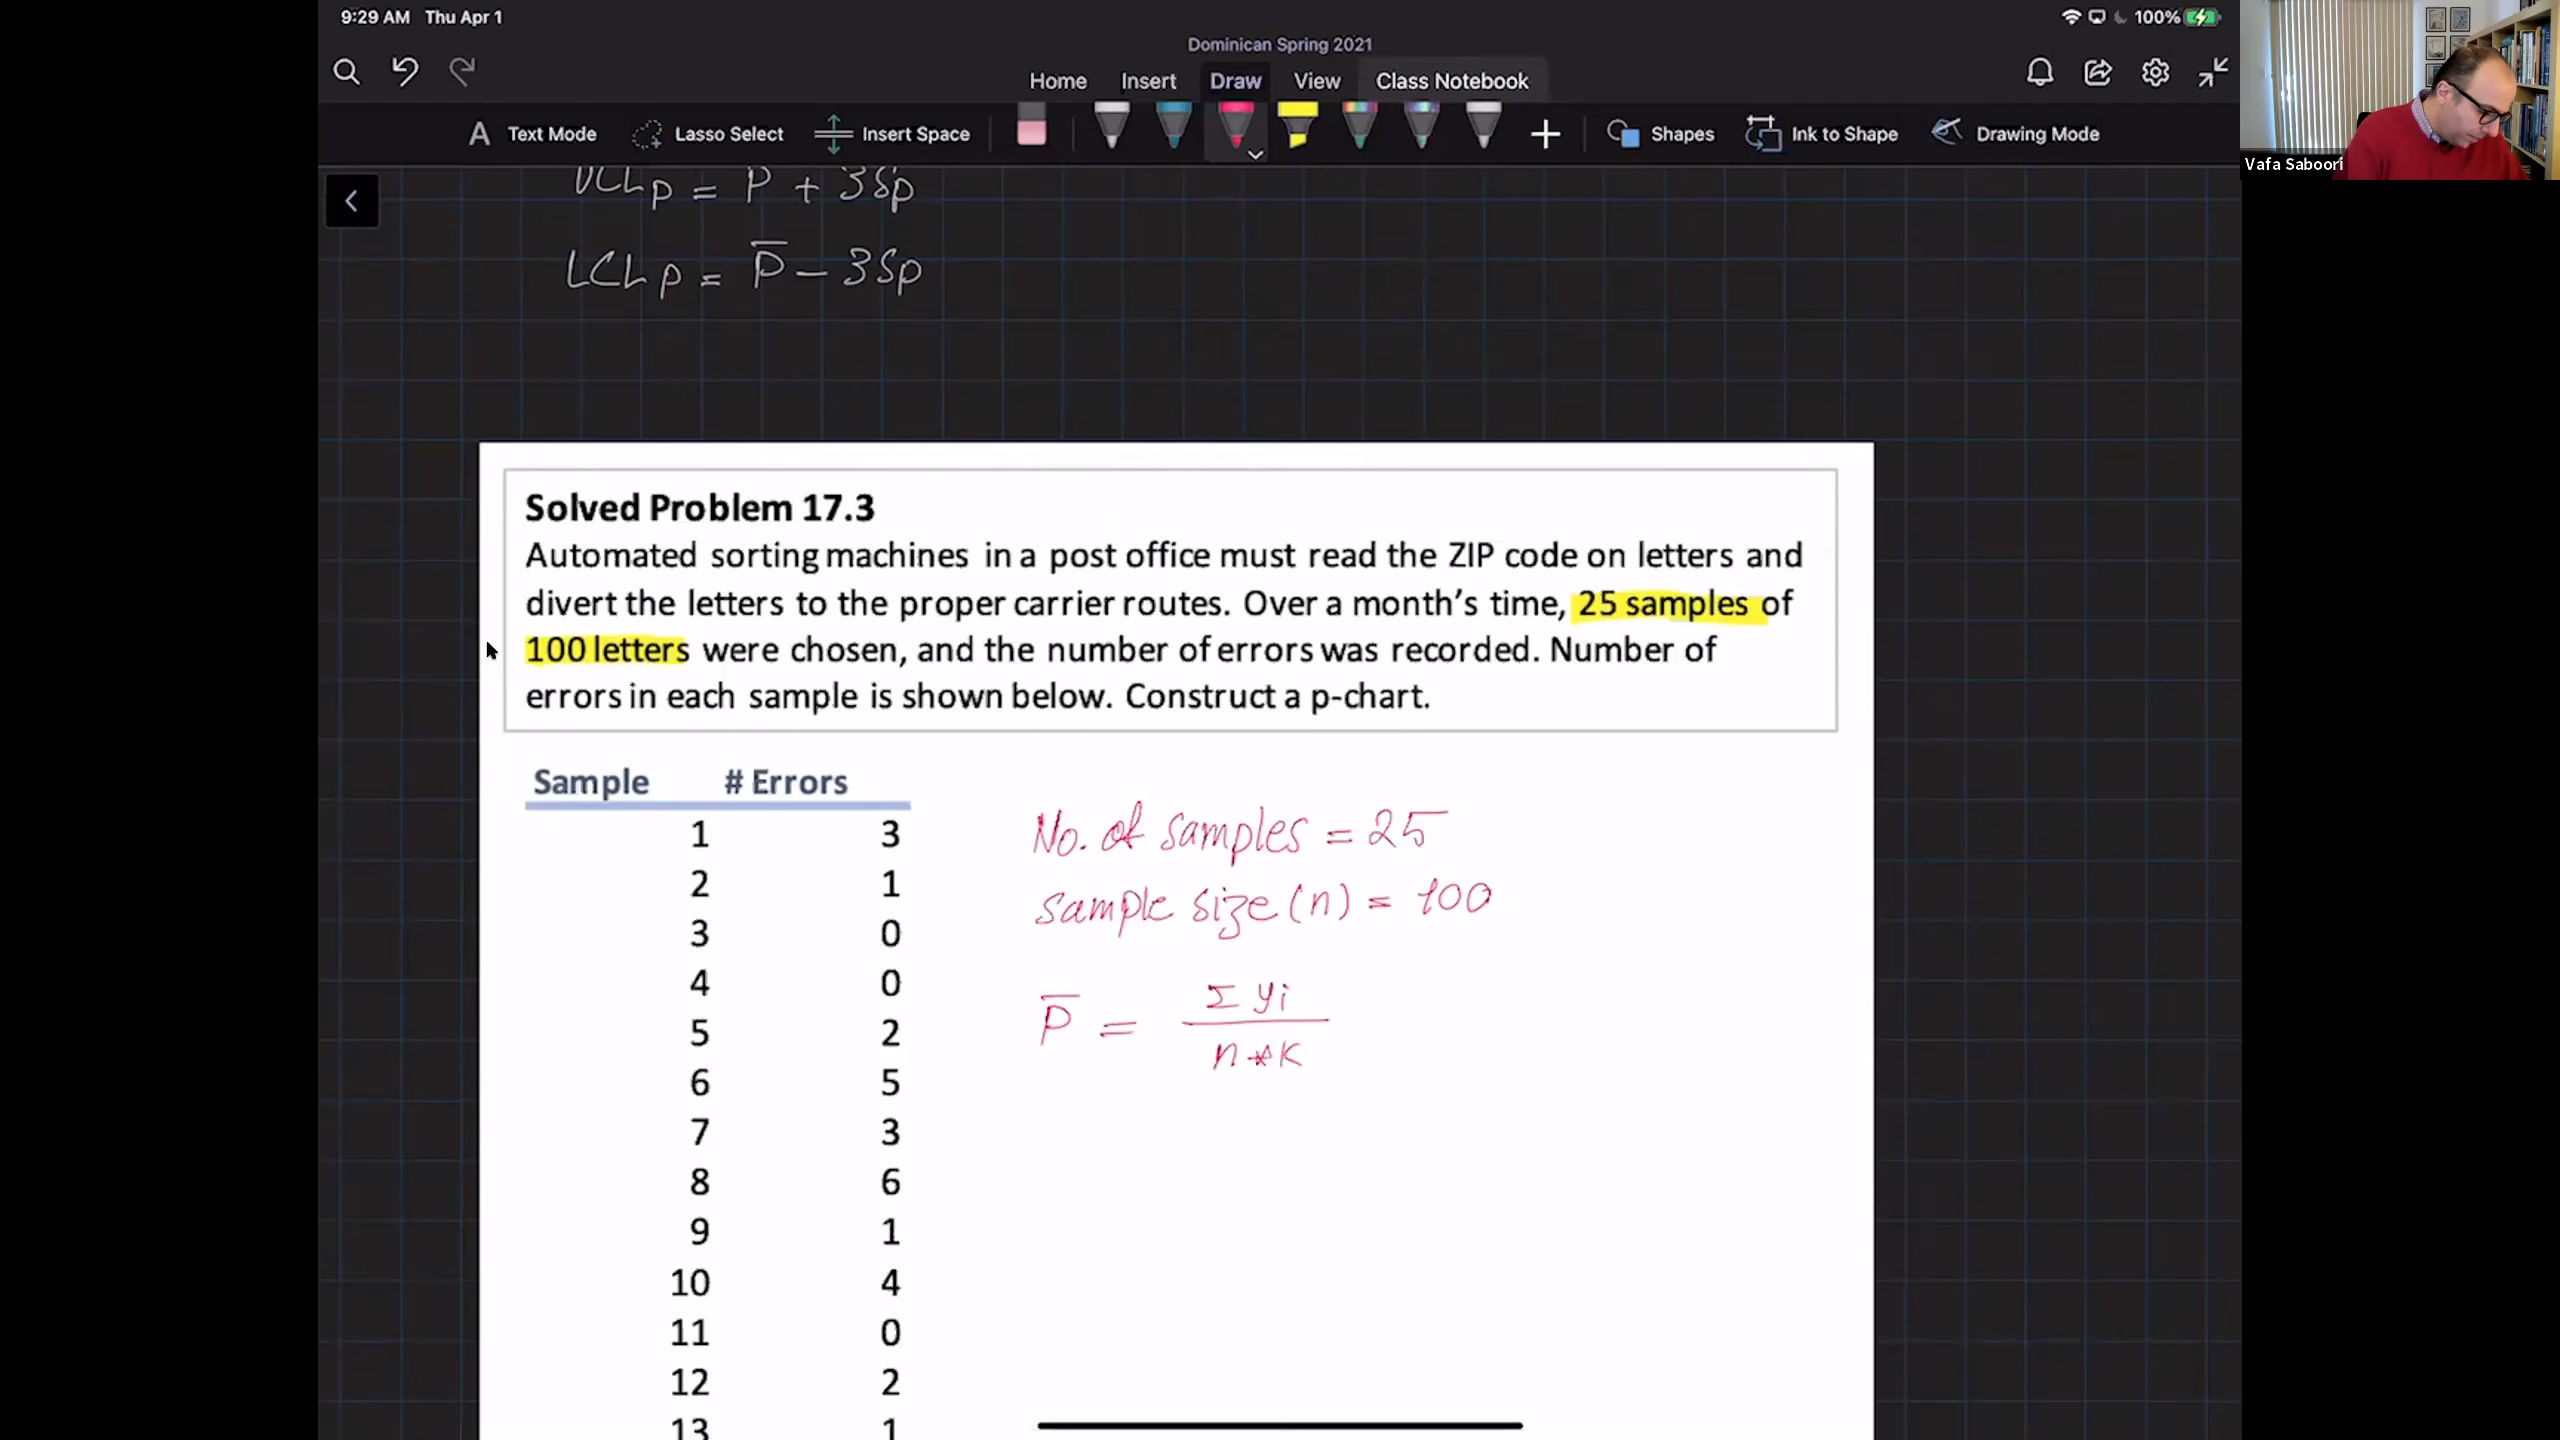 9:29 AM Thu Apr 1
100%
Dominican Spring 2021
Home Insert Draw View Class Notebook
Text Mode Lasso Select Insert Space Shapes Ink to Shape Drawing Mode
Vafa Saboori
UCLp = P + 3Sp
LCLp = P̅ − 3Sp
Solved Problem 17.3
Automated sorting machines in a post office must read the ZIP code on letters and
divert the letters to the proper carrier routes. Over a month's time, 25 samples of
100 letters were chosen, and the number of errors was recorded. Number of
errors in each sample is shown below. Construct a p-chart.
Sample # Errors
1 3
2 1
3 0
4 0
5 2
6 5
7 3
8 6
9 1
10 4
11 0
12 2
13 1
No. of samples = 25
sample size (n) = 100
P̅ = Σ yi
n*k